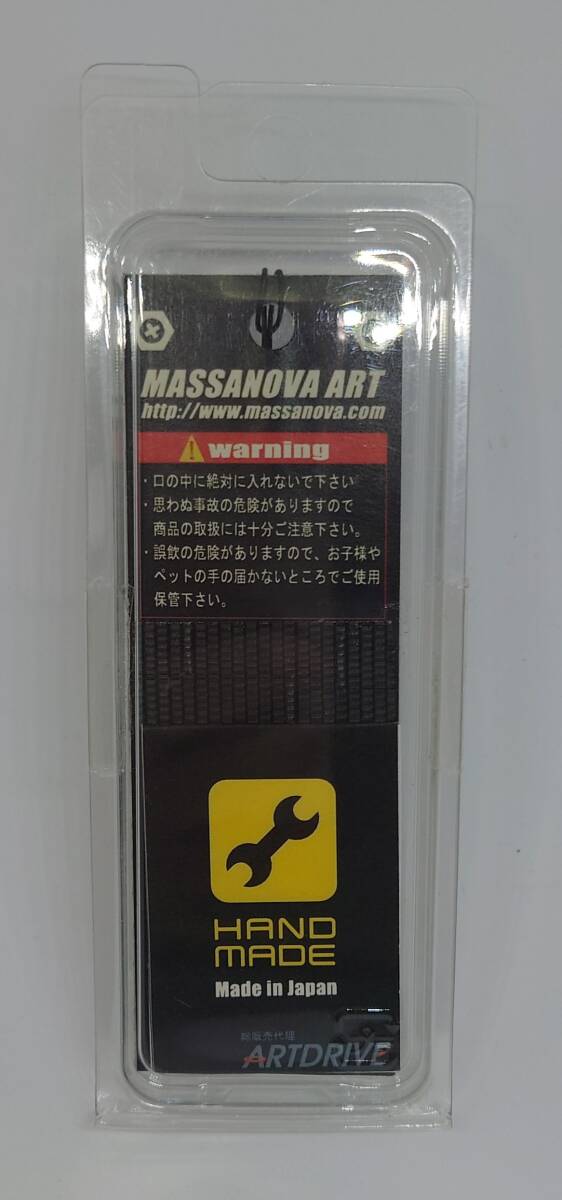 MASSANOVA ART
http://www.massanova.com
warning
・口の中に絶対に入れないで下さい
・思わぬ事故の危険がありますので
商品の取扱には十分ご注意下さい。
・誤飲の危険がありますので、お子様や
ペットの手の届かないところでご使用
保管下さい。
HAND
MADE
Made in Japan
総販売代理
ARTDRIVE